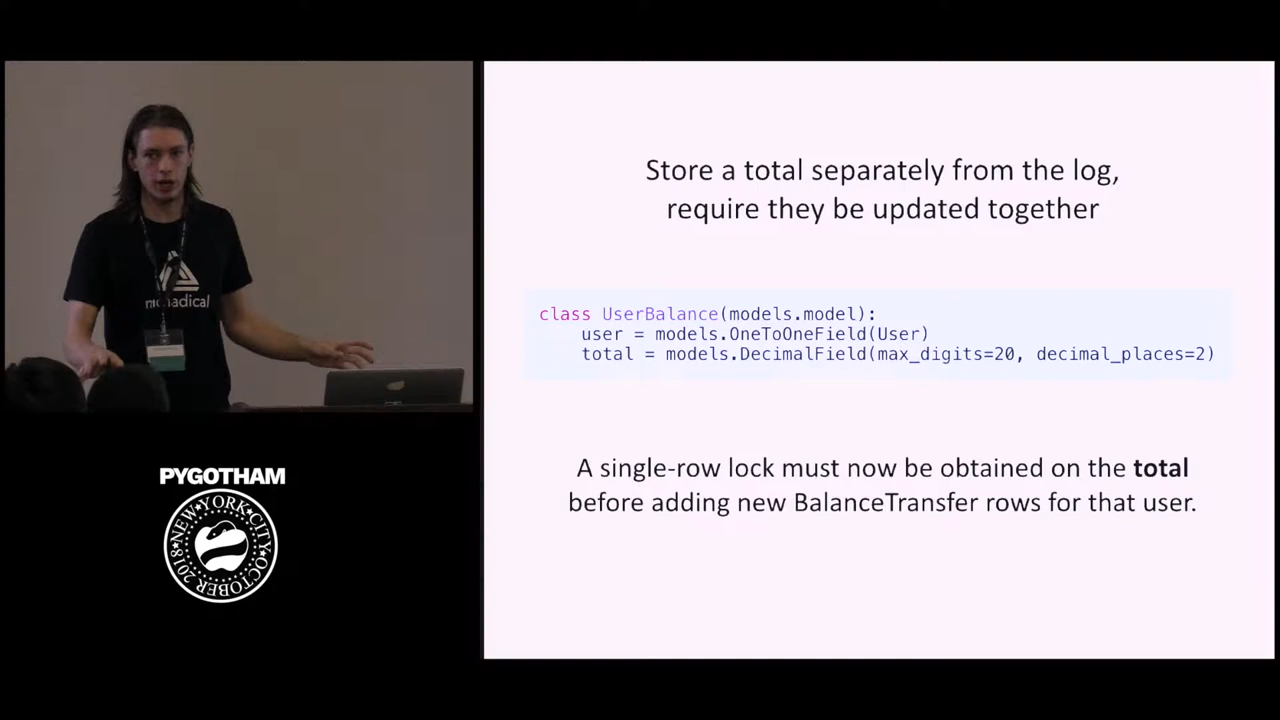 Store a total separately from the log,
require they be updated together
class UserBalance(models.model):
    user = models.OneToOneField(User)
    total = models.DecimalField(max_digits=20, decimal_places=2)
A single-row lock must now be obtained on the total
before adding new BalanceTransfer rows for that user.
monadical
PYGOTHAM
NEW YORK CITY OCTOBER 2018